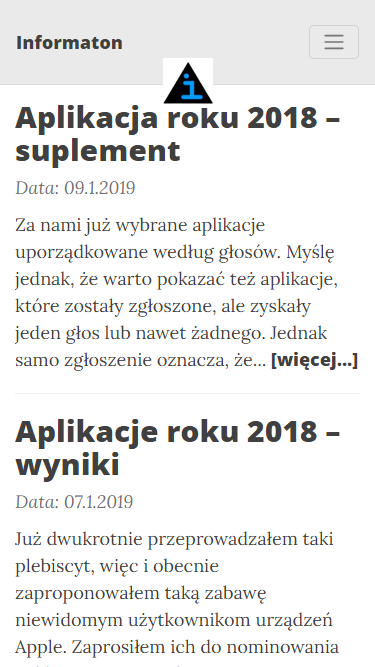 Informaton
i
Aplikacja roku 2018 –
suplement
Data: 09.1.2019
Za nami już wybrane aplikacje
uporządkowane według głosów. Myślę
jednak, że warto pokazać też aplikacje,
które zostały zgłoszone, ale zyskały
jeden głos lub nawet żadnego. Jednak
samo zgłoszenie oznacza, że... [więcej...]
Aplikacje roku 2018 –
wyniki
Data: 07.1.2019
Już dwukrotnie przeprowadzałem taki
plebiscyt, więc i obecnie
zaproponowałem taką zabawę
niewidomym użytkownikom urządzeń
Apple. Zaprosiłem ich do nominowania